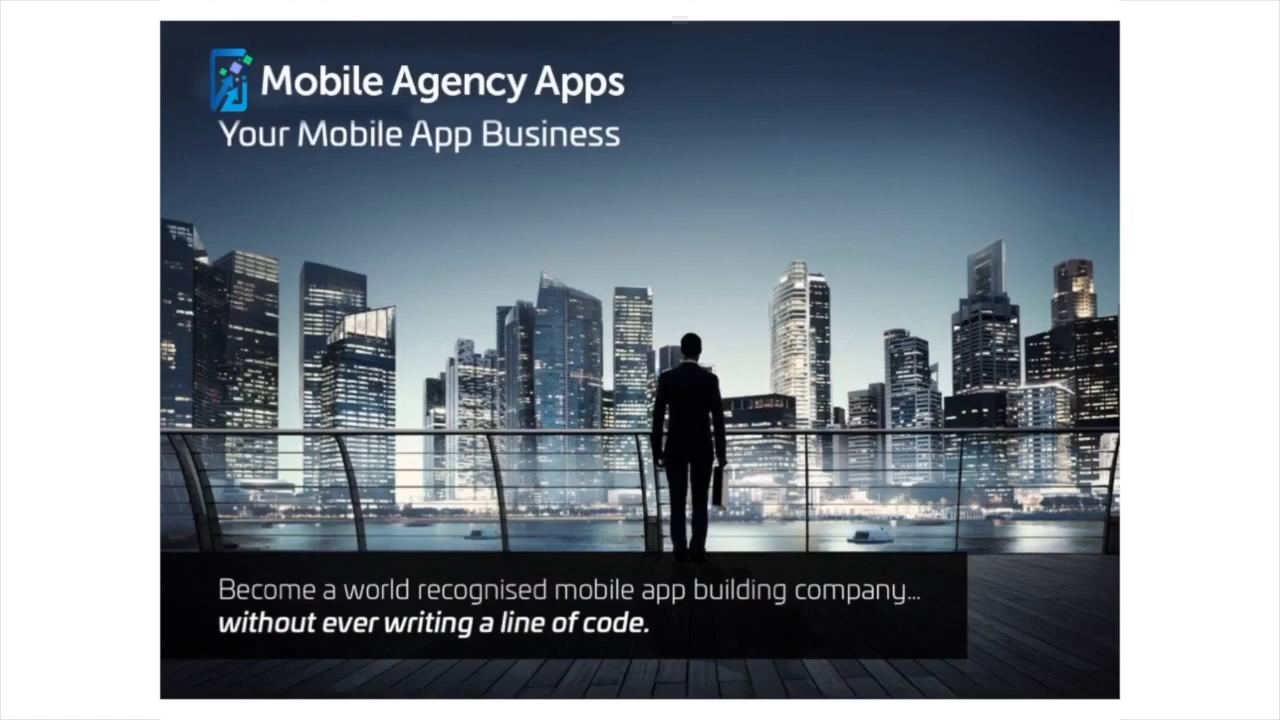 Mobile Agency Apps
Your Mobile App Business
Become a world recognised mobile app building company...
without ever writing a line of code.